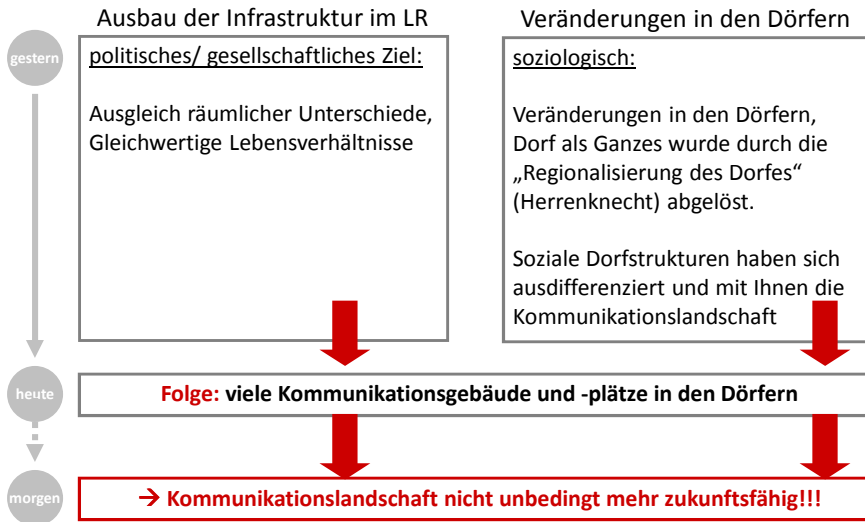 Ausbau der Infrastruktur im LR
Veränderungen in den Dörfern
gestern
politisches/ gesellschaftliches Ziel:
Ausgleich räumlicher Unterschiede,
Gleichwertige Lebensverhältnisse
soziologisch:
Veränderungen in den Dörfern,
Dorf als Ganzes wurde durch die
„Regionalisierung des Dorfes“
(Herrenknecht) abgelöst.
Soziale Dorfstrukturen haben sich
ausdifferenziert und mit Ihnen die
Kommunikationslandschaft
heute
Folge: viele Kommunikationsgebäude und -plätze in den Dörfern
morgen
→ Kommunikationslandschaft nicht unbedingt mehr zukunftsfähig!!!